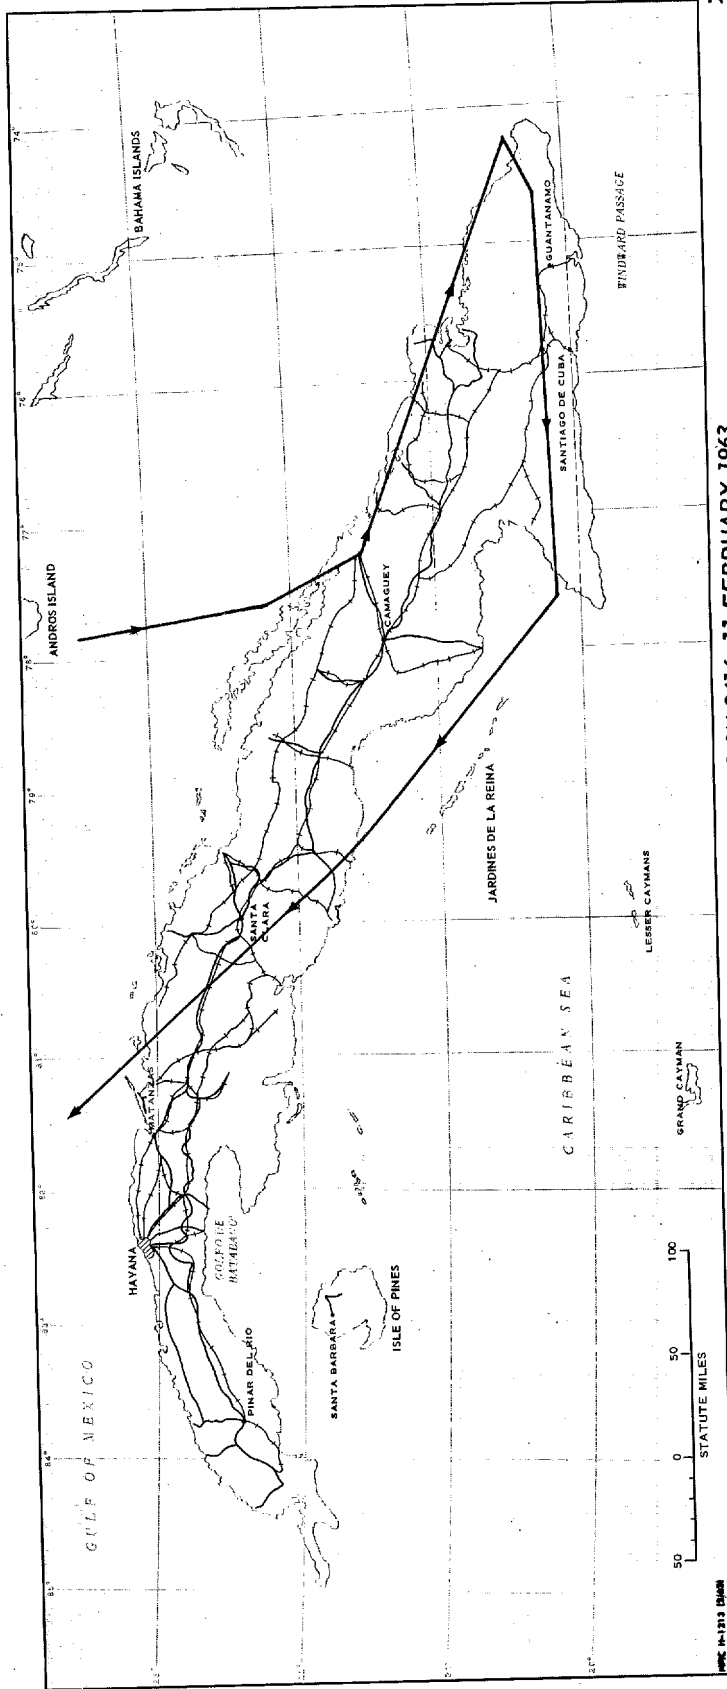 GULF OF MEXICO
ANDROS ISLAND
BAHAMA ISLANDS
85°
84°
83°
82°
81°
80°
79°
78°
77°
76°
75°
74°
23°
22°
21°
20°
HAVANA
MATANZAS
PINAR DEL RIO
GOLFO DE
BATABANO
SANTA
CLARA
SANTA BARBARA
ISLE OF PINES
CAMAGUEY
JARDINES DE LA REINA
SANTIAGO DE CUBA
GUANTANAMO
WINDWARD PASSAGE
CARIBBEAN SEA
LESSER CAYMANS
GRAND CAYMAN
50 0 50 100
STATUTE MILES
11 FEBRUARY 1963